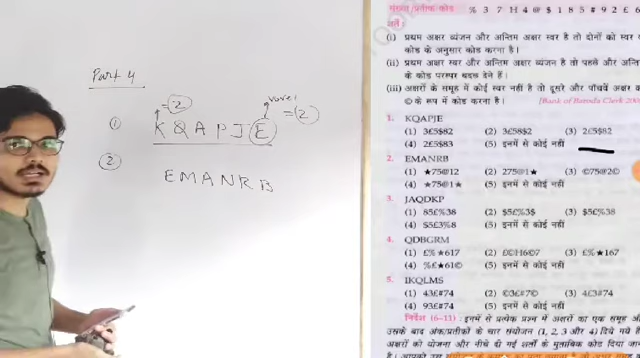 Part 4
① K Q A P J E
= ②
vowel
= ②
② E M A N R B
% 3 7 H 4 @ $ 1 8 5 # 9 2 £ 6
(i) प्रथम अक्षर व्यंजन और अन्तिम अक्षर स्वर है तो दोनों को स्वर
कोड के अनुसार कोड करना है।
(ii) प्रथम अक्षर स्वर और अन्तिम अक्षर व्यंजन है तो पहले और
के कोड परस्पर बदल देने हैं।
(iii) अक्षरों के समूह में कोई स्वर नहीं है तो दूसरे और पाँचवें अक्षर
© के रूप में कोड करना है। [Bank of Baroda Clerk
1. KQAPJE
(1) 3£5$82 (2) 3£58$2 (3) 2£5$82
(4) 2£5$83 (5) इनमें से कोई नहीं
2. EMANRB
(1) ★75@12 (2) 275@1★ (3) ©75@2©
(4) ★75@1★ (5) इनमें से कोई नहीं
3. JAQDKP
(1) 85£%38 (2) $5£%3$ (3) $5£%38
(4) $5£3%8 (5) इनमें से कोई नहीं
4. QDBGRM
(1) £%★617 (2) £©H6©7 (3) £%★167
(4) %£★61© (5) इनमें से कोई नहीं
5. IKQLMS
(1) 43£#74 (2) ©3£#7© (3) 4£3#74
(4) 93£#74 (5) इनमें से कोई नहीं
निर्देश (6–11) : इनमें से प्रत्येक प्रश्न में अक्षरों का एक समूह
उसके बाद अंक/प्रतीकों के चार संयोजन (1, 2, 3 और 4) दिये गये
अक्षरों का संयोजन और नीचे दी गई शर्तों के मुताबिक कोड दिया